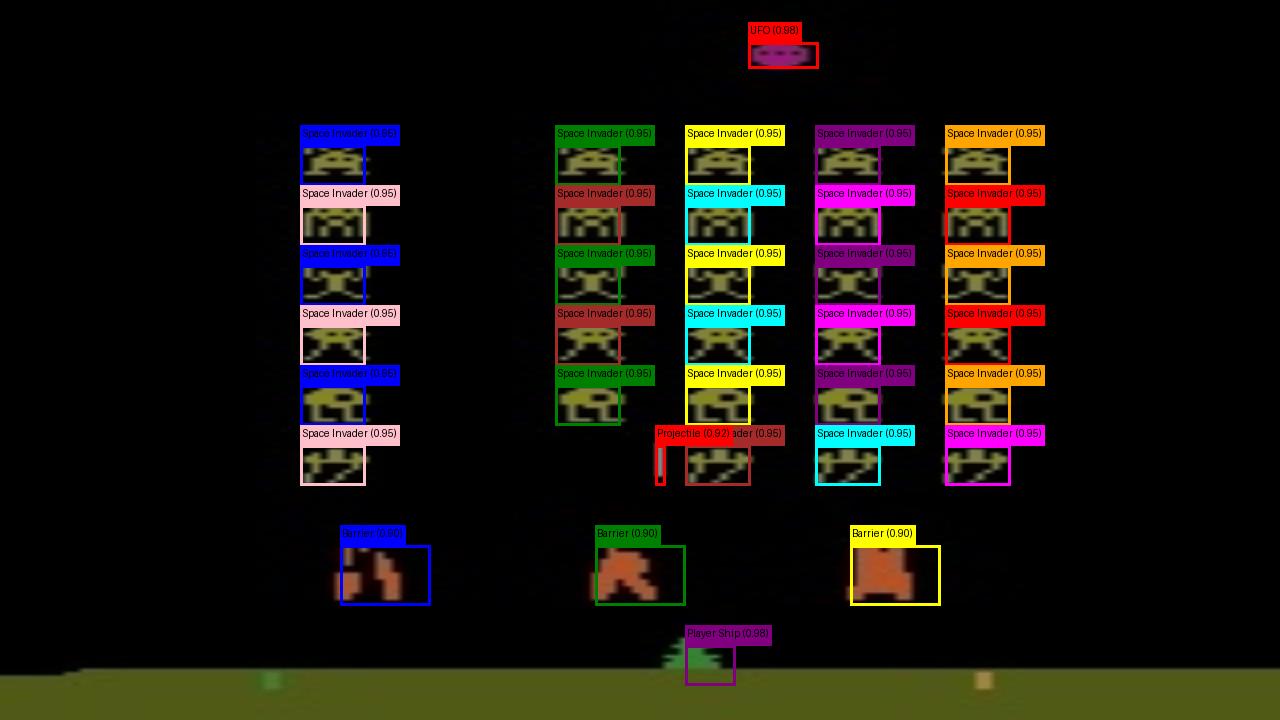 UFO (0.98)
Space Invader (0.95) Space Invader (0.95) Space Invader (0.95) Space Invader (0.95) Space Invader (0.95)
Space Invader (0.95) Space Invader (0.95) Space Invader (0.95) Space Invader (0.95) Space Invader (0.95)
Space Invader (0.95) Space Invader (0.95) Space Invader (0.95) Space Invader (0.95) Space Invader (0.95)
Space Invader (0.95) Space Invader (0.95) Space Invader (0.95) Space Invader (0.95) Space Invader (0.95)
Space Invader (0.95) Space Invader (0.95) Space Invader (0.95) Space Invader (0.95) Space Invader (0.95)
Space Invader (0.95) Projectile (0.92) ader (0.95) Space Invader (0.95) Space Invader (0.95)
Barrier (0.90) Barrier (0.90) Barrier (0.90)
Player Ship (0.98)